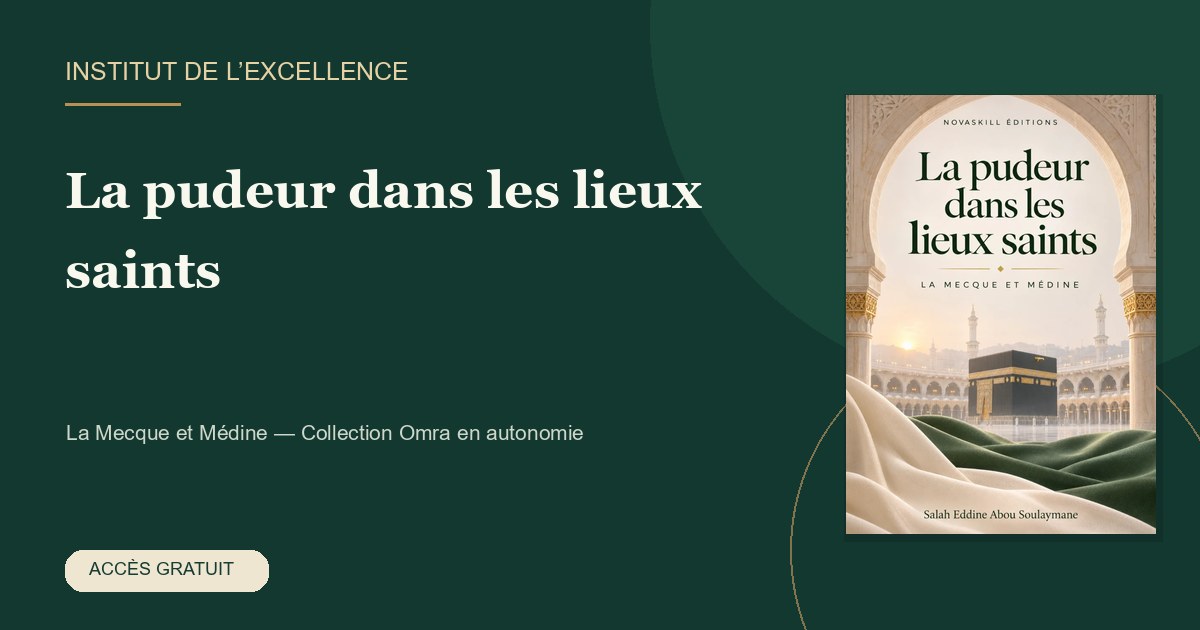 INSTITUT DE L’EXCELLENCE
La pudeur dans les lieux
saints
La Mecque et Médine — Collection Omra en autonomie
ACCÈS GRATUIT
NOVASKILL ÉDITIONS
La pudeur
dans les
lieux saints
LA MECQUE ET MÉDINE
Salah Eddine Abou Soulaymane